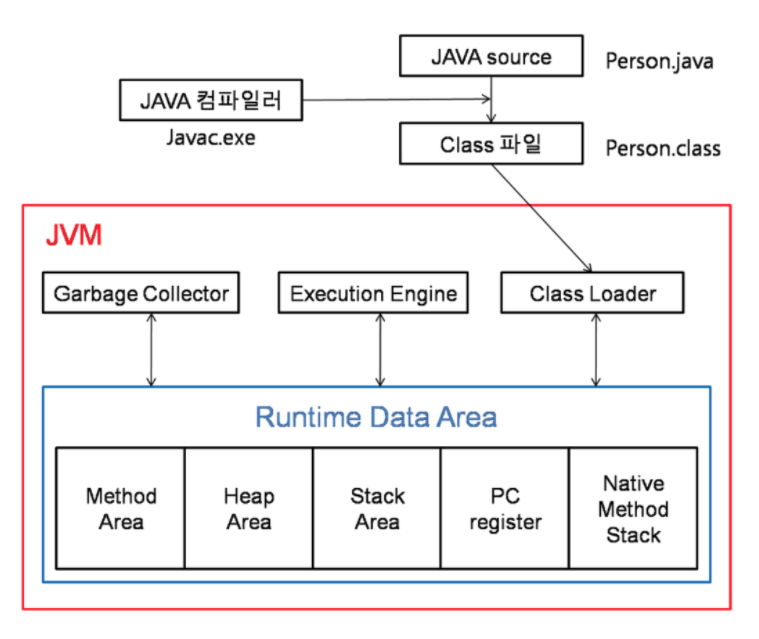 JAVA source
Person.java
JAVA 컴파일러
Javac.exe
Class 파일
Person.class
JVM
Garbage Collector
Execution Engine
Class Loader
Runtime Data Area
Method
Area
Heap
Area
Stack
Area
PC
register
Native
Method
Stack